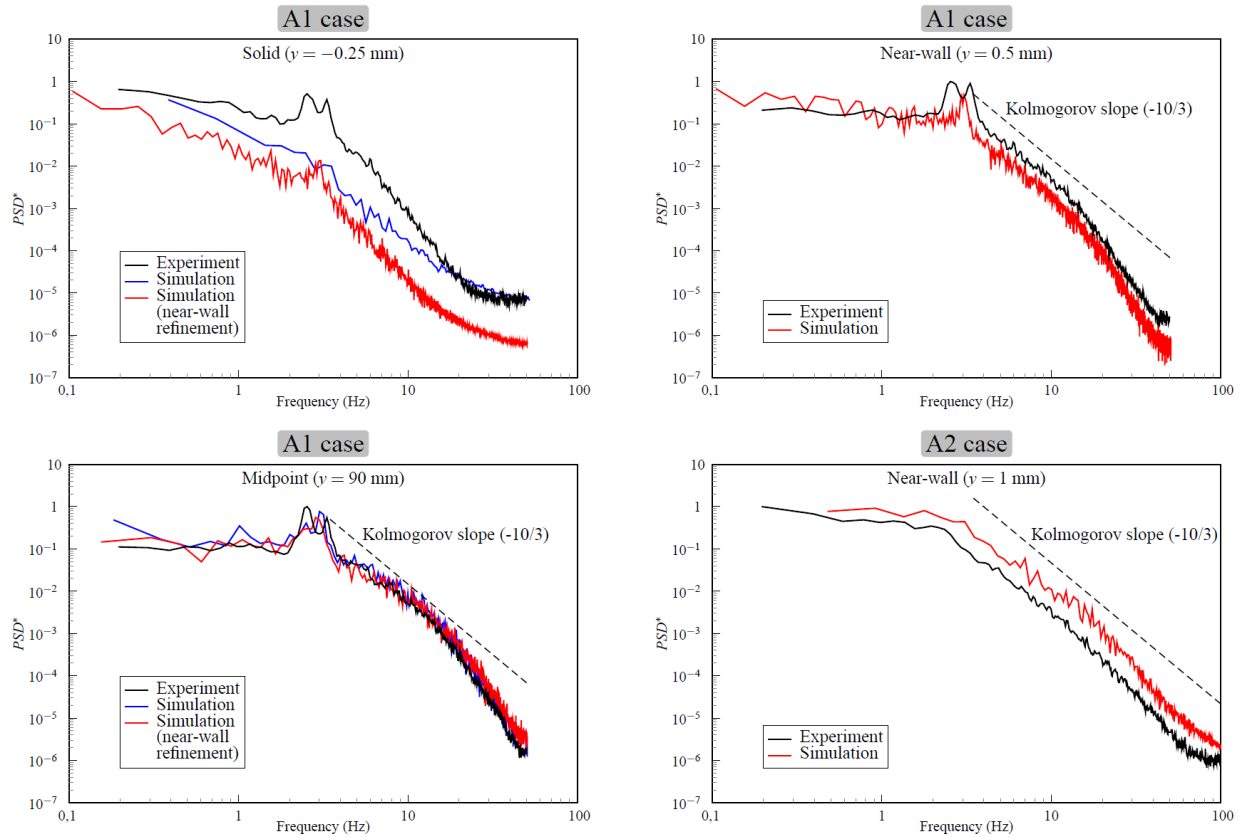 A1 case
Solid (y = −0.25 mm)
10
1
10−1
10−2
10−3
10−4
10−5
10−6
10−7
PSD*
Experiment
Simulation
Simulation
(near-wall
refinement)
0,1
1
10
100
Frequency (Hz)
A1 case
Near-wall (y = 0.5 mm)
Kolmogorov slope (-10/3)
10
1
10−1
10−2
10−3
10−4
10−5
10−6
10−7
PSD*
Experiment
Simulation
0,1
1
10
100
Frequency (Hz)
A1 case
Midpoint (y = 90 mm)
Kolmogorov slope (-10/3)
10
1
10−1
10−2
10−3
10−4
10−5
10−6
10−7
PSD*
Experiment
Simulation
Simulation
(near-wall
refinement)
0,1
1
10
100
Frequency (Hz)
A2 case
Near-wall (y = 1 mm)
Kolmogorov slope (-10/3)
10
1
10−1
10−2
10−3
10−4
10−5
10−6
10−7
PSD*
Experiment
Simulation
0,1
1
10
100
Frequency (Hz)